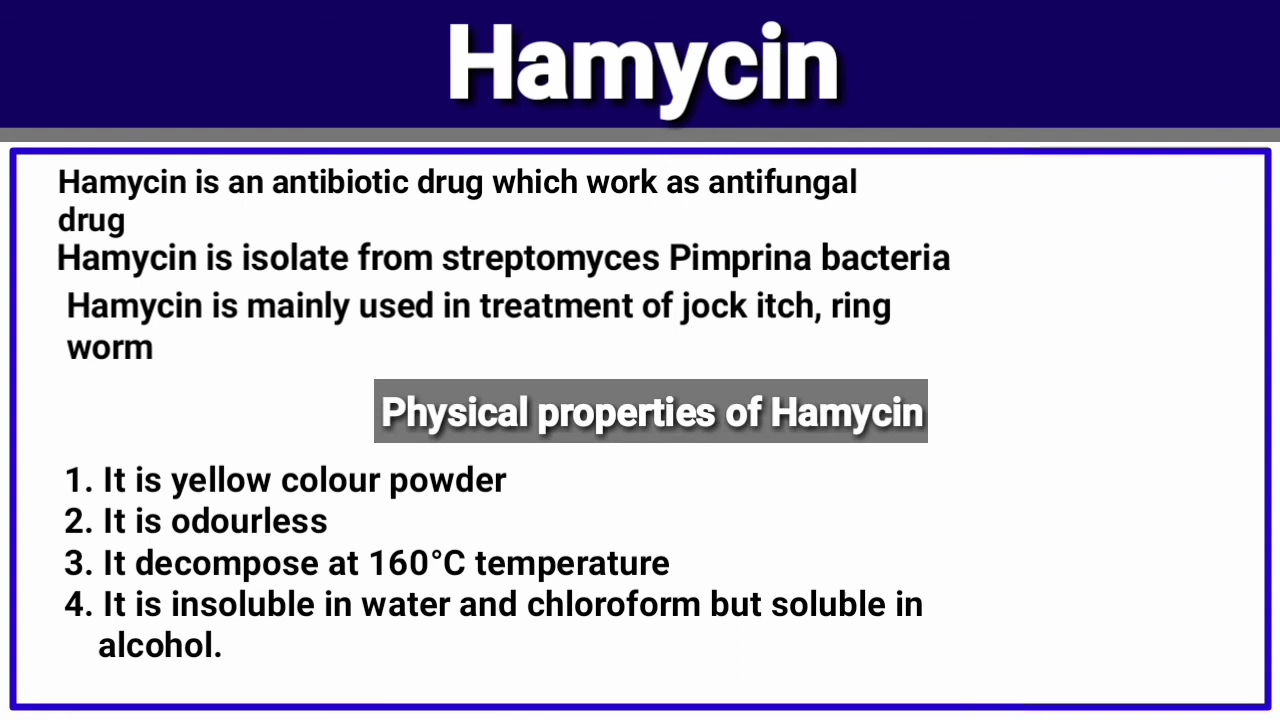 Hamycin
Hamycin is an antibiotic drug which work as antifungal
drug
Hamycin is isolate from streptomyces Pimprina bacteria
Hamycin is mainly used in treatment of jock itch, ring
worm
Physical properties of Hamycin
1. It is yellow colour powder
2. It is odourless
3. It decompose at 160°C temperature
4. It is insoluble in water and chloroform but soluble in
alcohol.